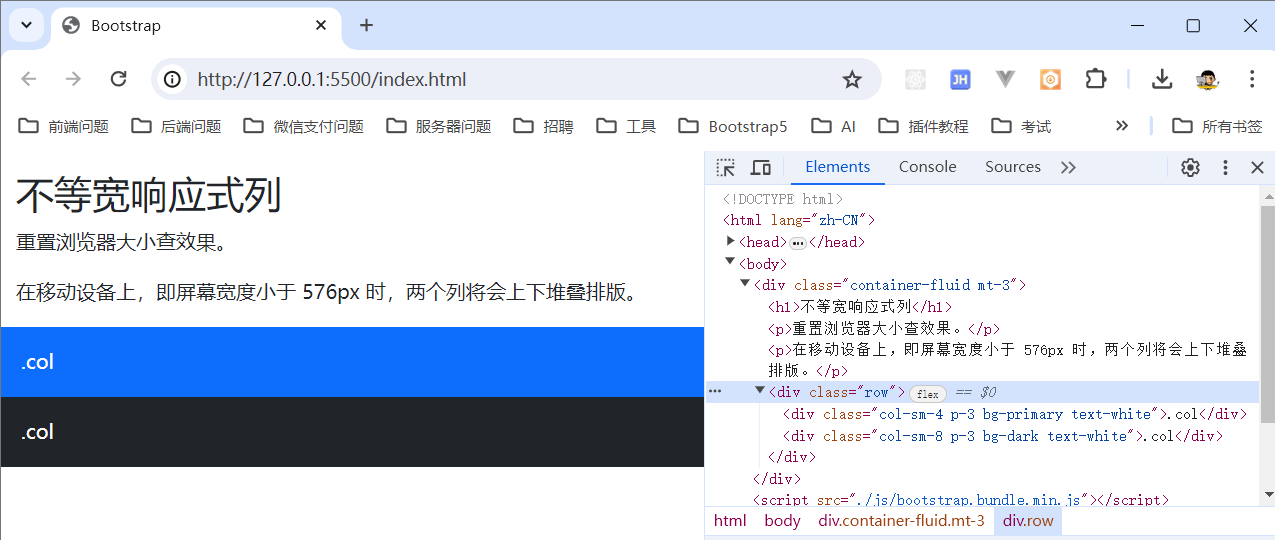 Bootstrap
http://127.0.0.1:5500/index.html
前端问题 后端问题 微信支付问题 服务器问题 招聘 工具 Bootstrap5 AI 插件教程 考试 » 所有书签
不等宽响应式列
重置浏览器大小查效果。
在移动设备上，即屏幕宽度小于 576px 时，两个列将会上下堆叠排版。
.col
.col
Elements Console Sources »
<!DOCTYPE html>
<html lang="zh-CN">
<head>…</head>
<body>
<div class="container-fluid mt-3">
<h1>不等宽响应式列</h1>
<p>重置浏览器大小查效果。</p>
<p>在移动设备上，即屏幕宽度小于 576px 时，两个列将会上下堆叠
排版。</p>
… <div class="row"> flex == $0
<div class="col-sm-4 p-3 bg-primary text-white">.col</div>
<div class="col-sm-8 p-3 bg-dark text-white">.col</div>
</div>
</div>
<script src="./js/bootstrap.bundle.min.js"></script>
html body div.container-fluid.mt-3 div.row